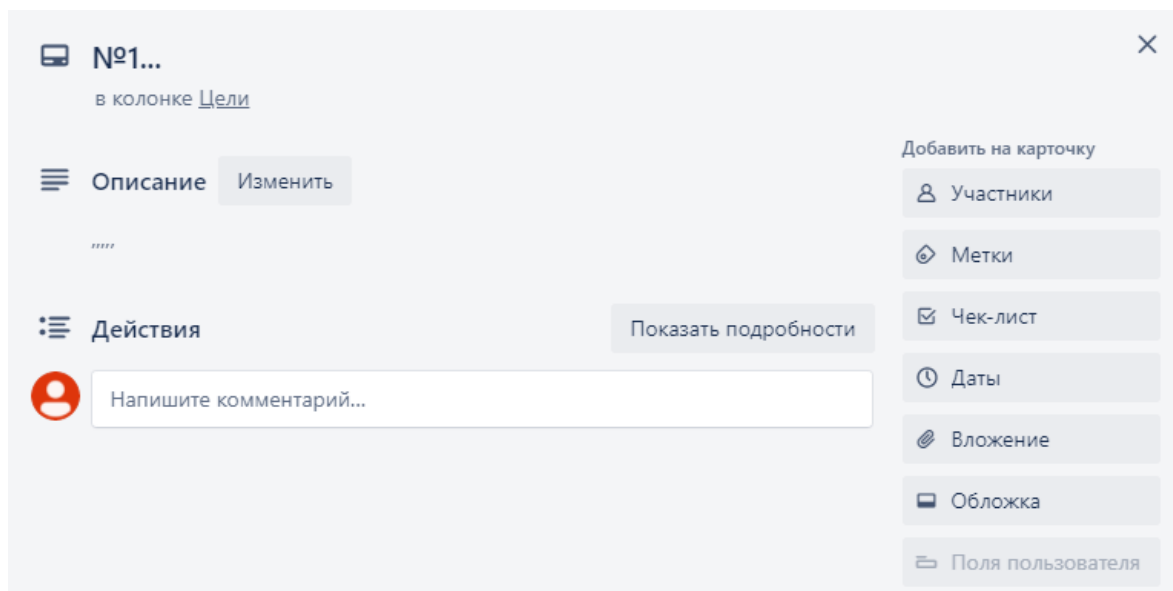 №1...
в колонке Цели
Описание Изменить
,,,,,
Действия Показать подробности
Напишите комментарий...
Добавить на карточку
Участники
Метки
Чек-лист
Даты
Вложение
Обложка
Поля пользователя